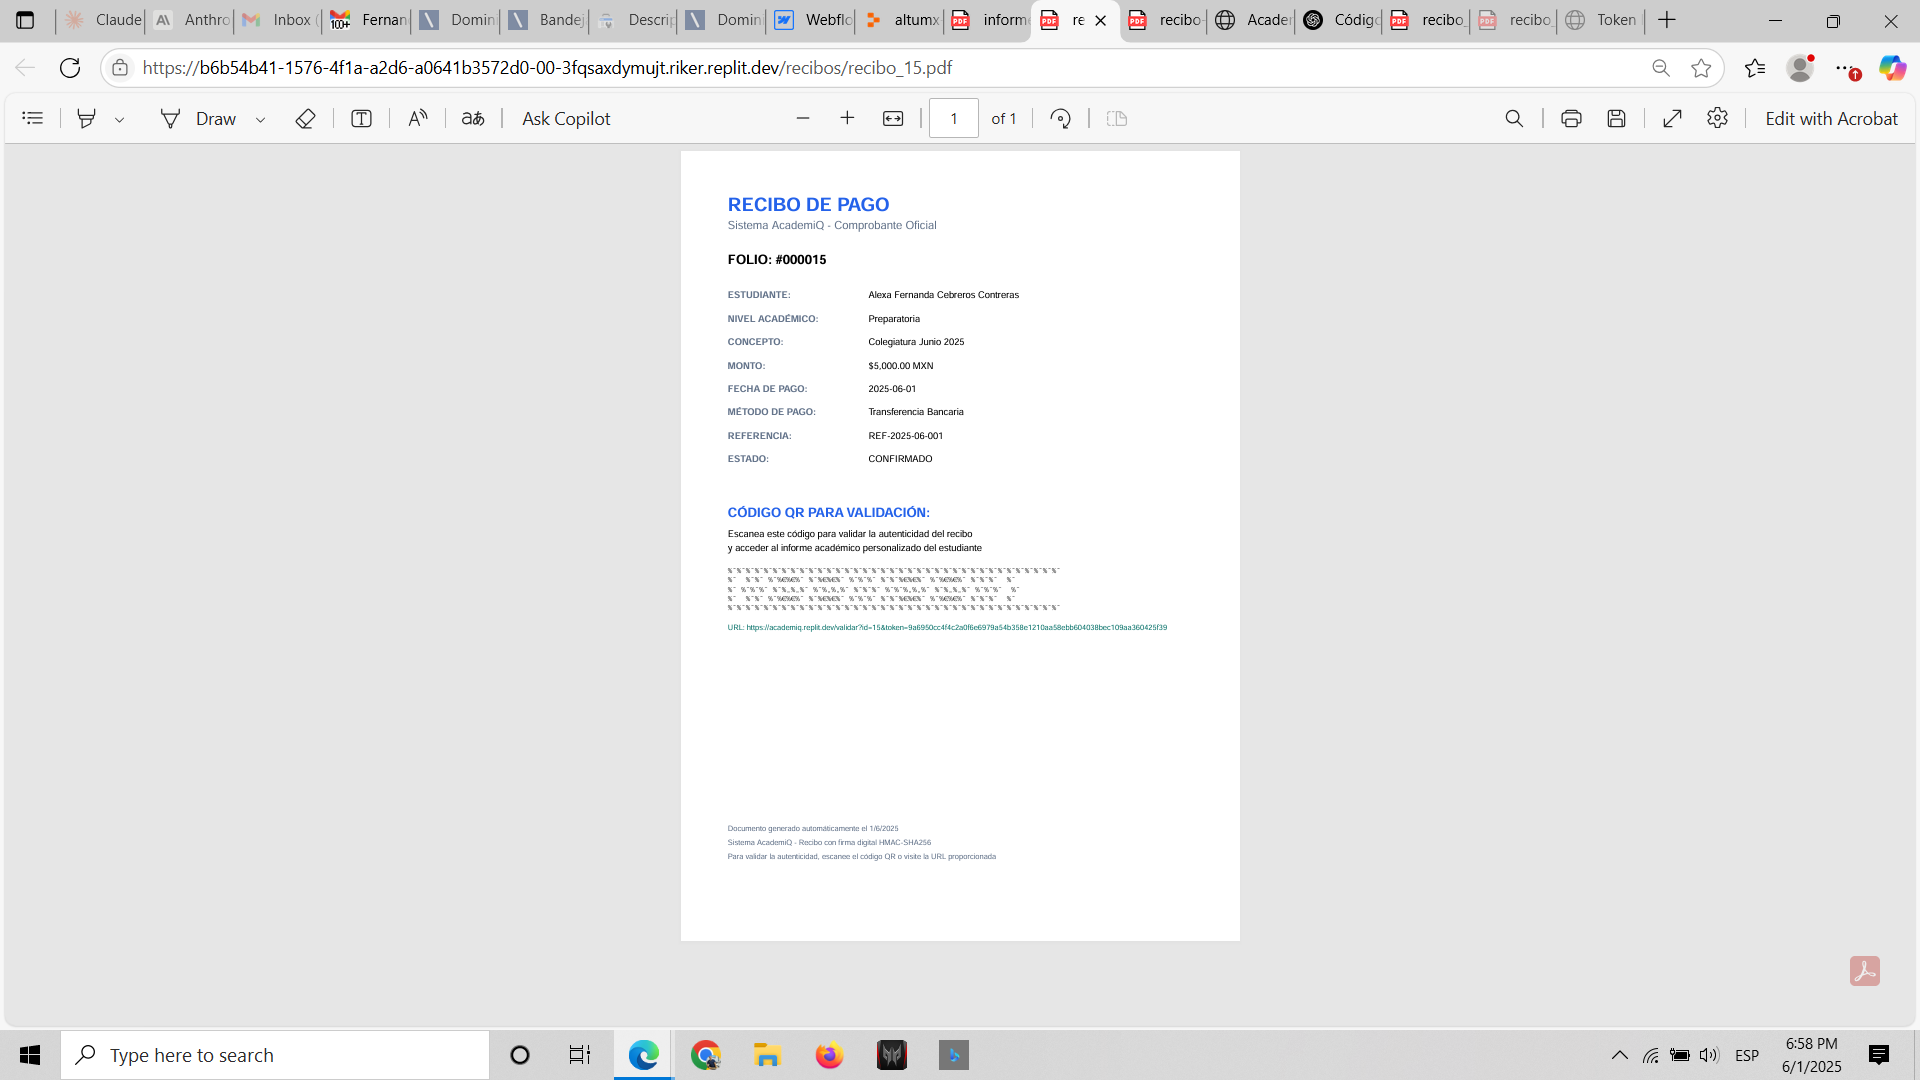 Claude
Anthro
Inbox (
Fernan
Domin
Bandej
Descrip
Domin
Webflo
altumx
inform
re
recibo-
Acader
Código
recibo_
recibo_
Token
https://b6b54b41-1576-4f1a-a2d6-a0641b3572d0-00-3fqsaxdymujt.riker.replit.dev/recibos/recibo_15.pdf
Draw
Ask Copilot
1 of 1
Edit with Acrobat
RECIBO DE PAGO
Sistema AcademiQ - Comprobante Oficial
FOLIO: #000015
ESTUDIANTE: Alexa Fernanda Cebreros Contreras
NIVEL ACADÉMICO: Preparatoria
CONCEPTO: Colegiatura Junio 2025
MONTO: $5,000.00 MXN
FECHA DE PAGO: 2025-06-01
MÉTODO DE PAGO: Transferencia Bancaria
REFERENCIA: REF-2025-06-001
ESTADO: CONFIRMADO
CÓDIGO QR PARA VALIDACIÓN:
Escanea este código para validar la autenticidad del recibo
y acceder al informe académico personalizado del estudiante
URL: https://academiq.replit.dev/validar?id=15&token=9a6950cc4f4c2a0f6e6979a54b358e1210aa58ebb604038bec109aa360425f39
Documento generado automáticamente el 1/6/2025
Sistema AcademiQ - Recibo con firma digital HMAC-SHA256
Para validar la autenticidad, escanee el código QR o visite la URL proporcionada
Type here to search
ESP
6:58 PM
6/1/2025